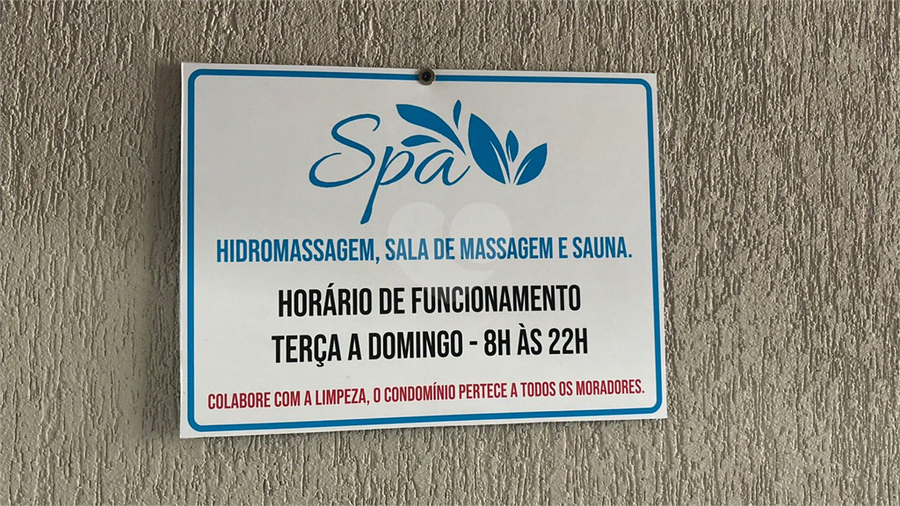 Spa
HIDROMASSAGEM, SALA DE MASSAGEM E SAUNA.
HORÁRIO DE FUNCIONAMENTO
TERÇA A DOMINGO - 8H ÀS 22H
COLABORE COM A LIMPEZA, O CONDOMÍNIO PERTECE A TODOS OS MORADORES.